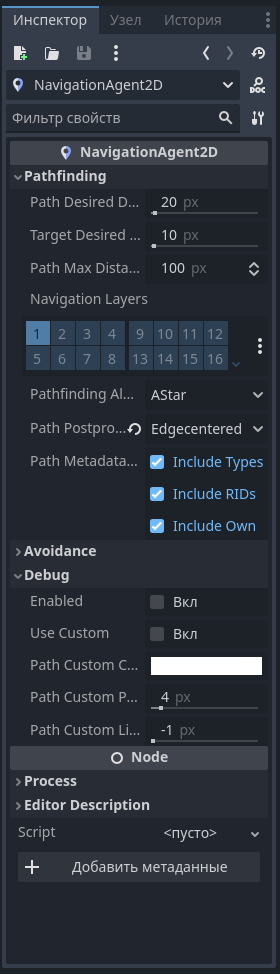 Инспектор Узел История
NavigationAgent2D
DOC
Фильтр свойств
NavigationAgent2D
Pathfinding
Path Desired D... 20 px
Target Desired ... 10 px
Path Max Dista... 100 px
Navigation Layers
1 2 3 4 9 10 11 12
5 6 7 8 13 14 15 16
Pathfinding Al... AStar
Path Postpro... Edgecentered
Path Metadata... Include Types
Include RIDs
Include Own
Avoidance
Debug
Enabled Вкл
Use Custom Вкл
Path Custom C...
Path Custom P... 4 px
Path Custom Li... -1 px
Node
Process
Editor Description
Script <пусто>
Добавить метаданные